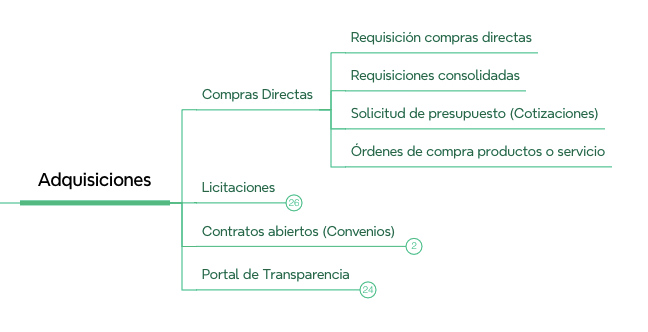 Requisición compras directas
Requisiciones consolidadas
Compras Directas
Solicitud de presupuesto (Cotizaciones)
Órdenes de compra productos o servicio
Adquisiciones
Licitaciones
26
Contratos abiertos (Convenios)
2
Portal de Transparencia
24